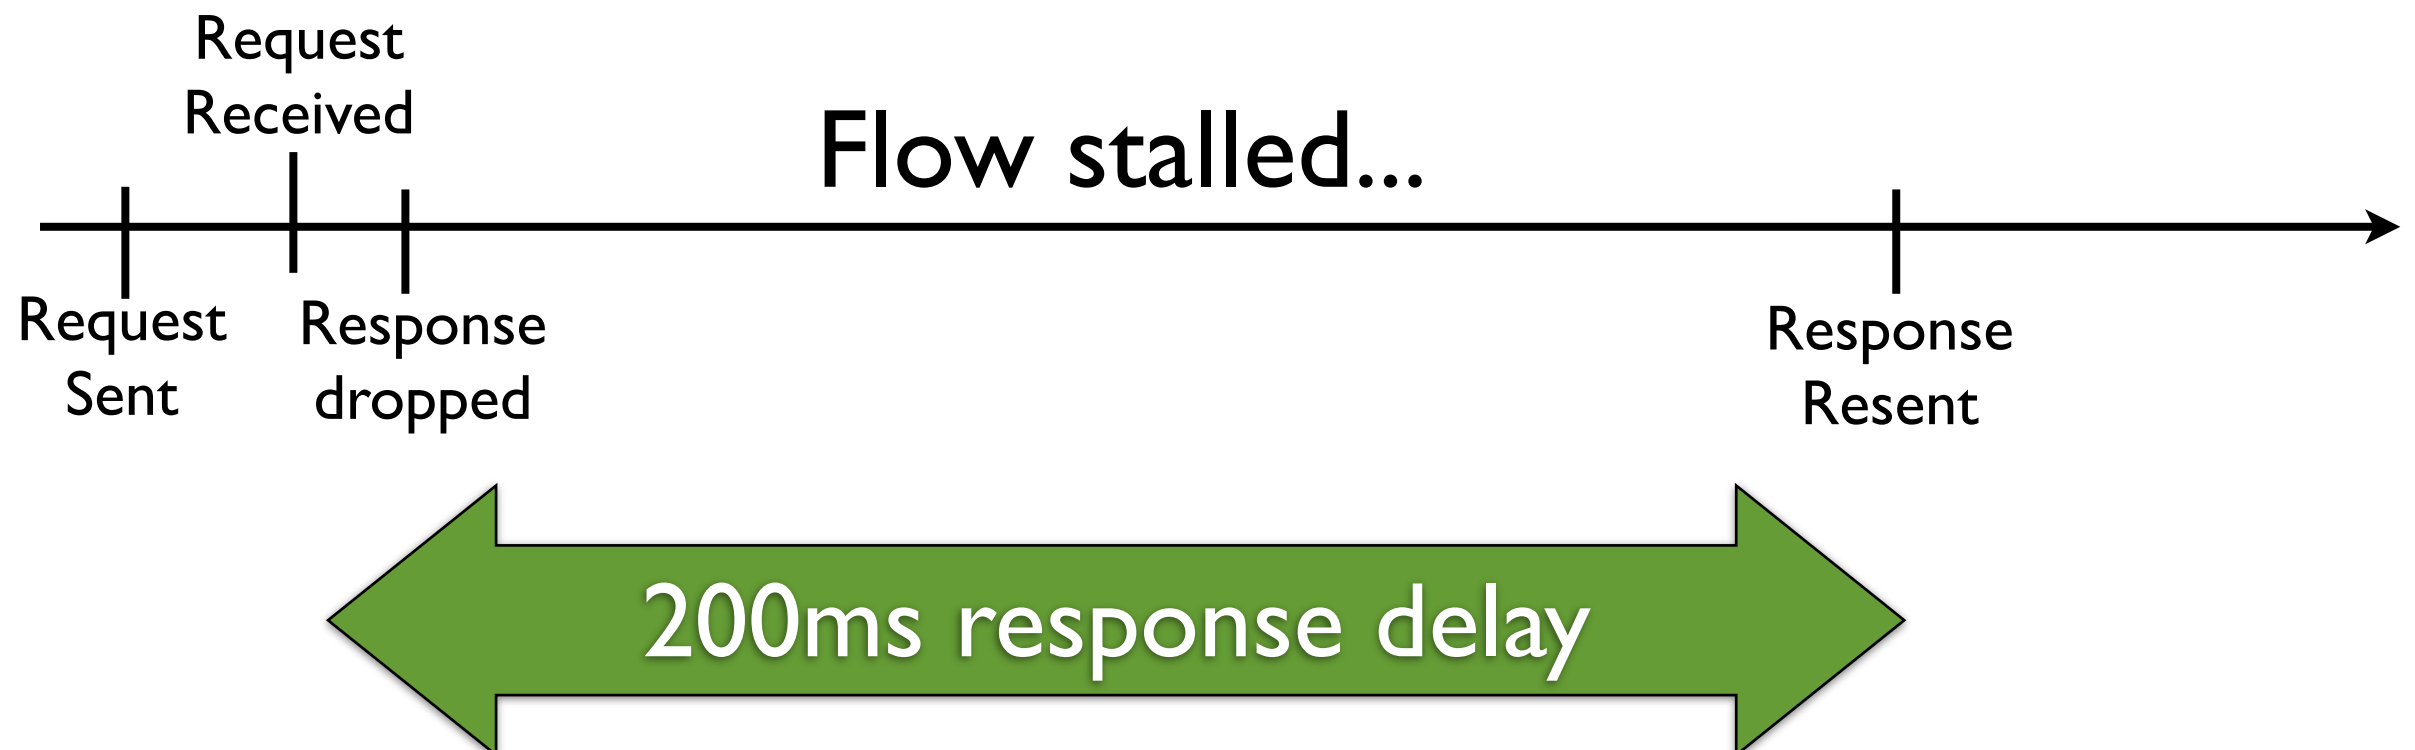 Request
Received
Flow stalled...
Request
Sent
Response
dropped
Response
Resent
200ms response delay